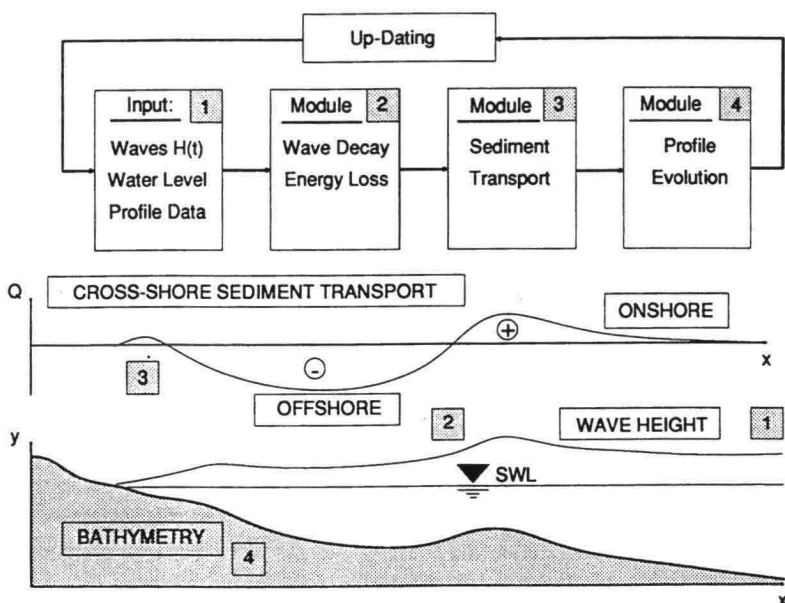 Up-Dating
Input: 1
Waves H(t)
Water Level
Profile Data
Module 2
Wave Decay
Energy Loss
Module 3
Sediment
Transport
Module 4
Profile
Evolution
Q
CROSS-SHORE SEDIMENT TRANSPORT
ONSHORE
+
x
3
-
OFFSHORE
y
2
WAVE HEIGHT
1
SWL
BATHYMETRY
4
x